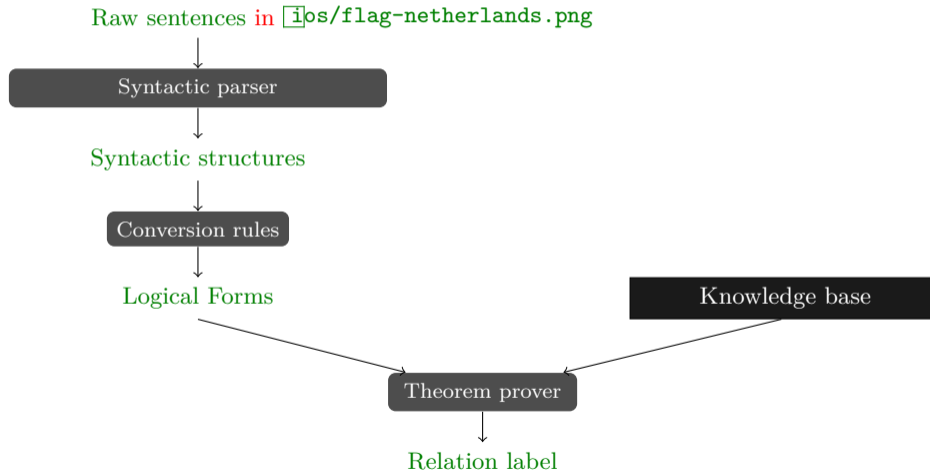 Raw sentences in ios/flag-netherlands.png
Syntactic parser
Syntactic structures
Conversion rules
Logical Forms
Knowledge base
Theorem prover
Relation label